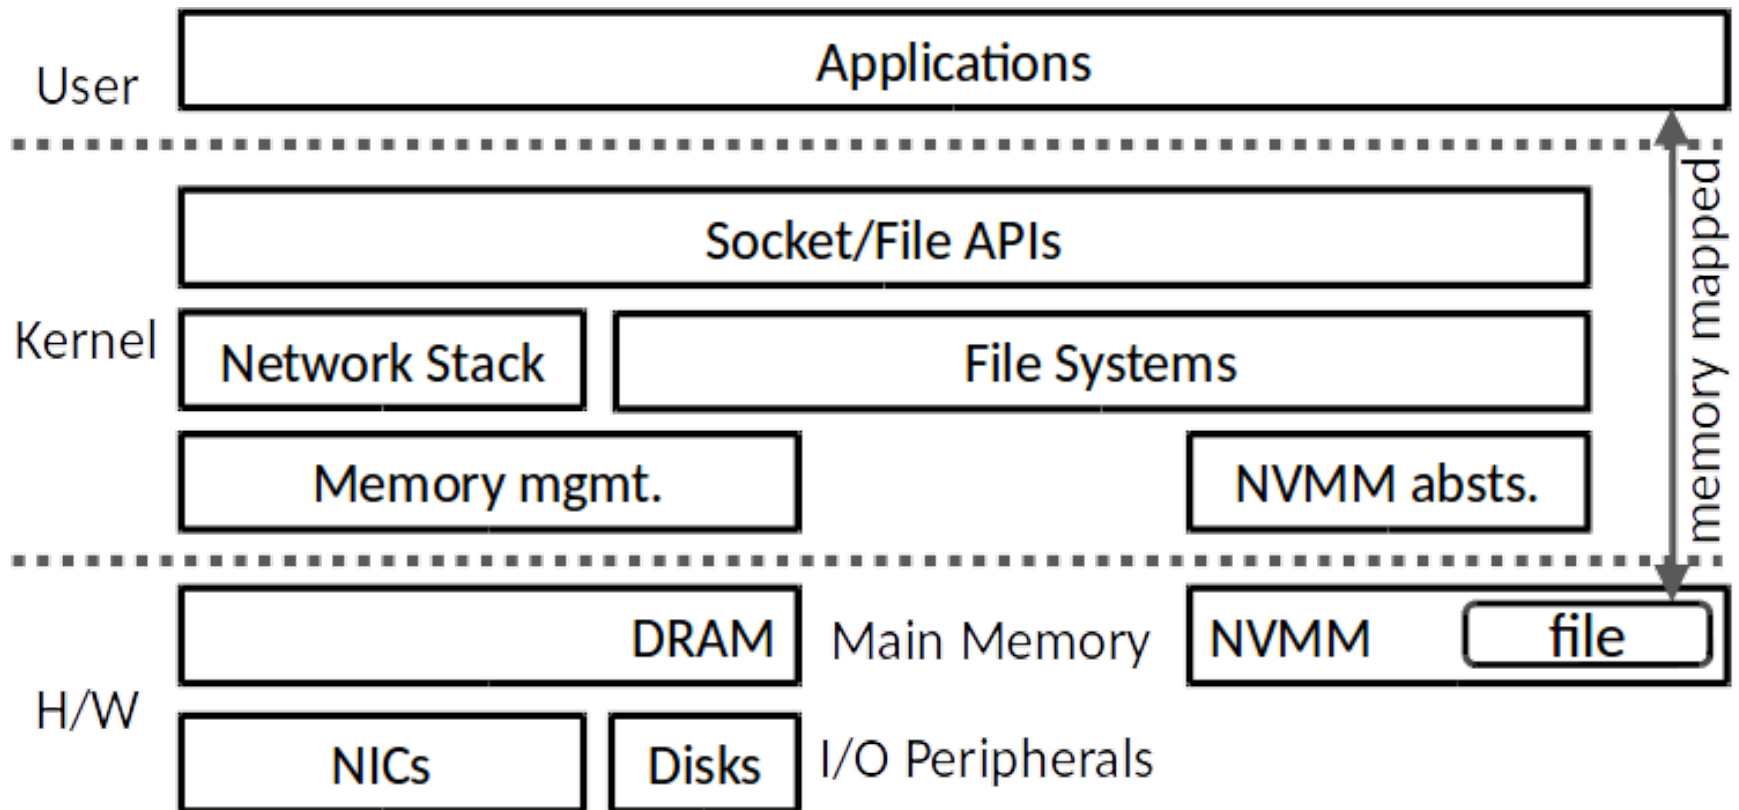 Applications
User
Socket/File APIs
Kernel
Network Stack
File Systems
Memory mgmt.
NVMM absts.
memory mapped
DRAM
Main Memory
NVMM
file
H/W
NICs
Disks
I/O Peripherals